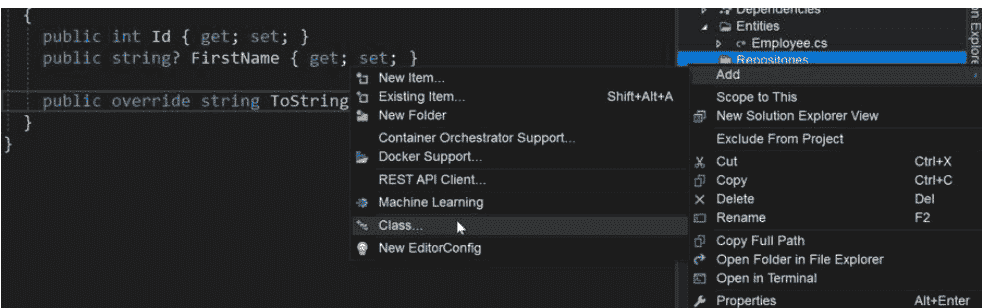 {
public int Id { get; set; }
public string? FirstName { get; set; }
public override string ToString
}
}
Dependencies
Entities
Employee.cs
Repositories
Explore
New Item...
Existing Item... Shift+Alt+A
New Folder
Container Orchestrator Support...
Docker Support...
REST API Client...
Machine Learning
Class...
New EditorConfig
Add
Scope to This
New Solution Explorer View
Exclude From Project
Cut Ctrl+X
Copy Ctrl+C
Delete Del
Rename F2
Copy Full Path
Open Folder in File Explorer
Open in Terminal
Properties Alt+Enter